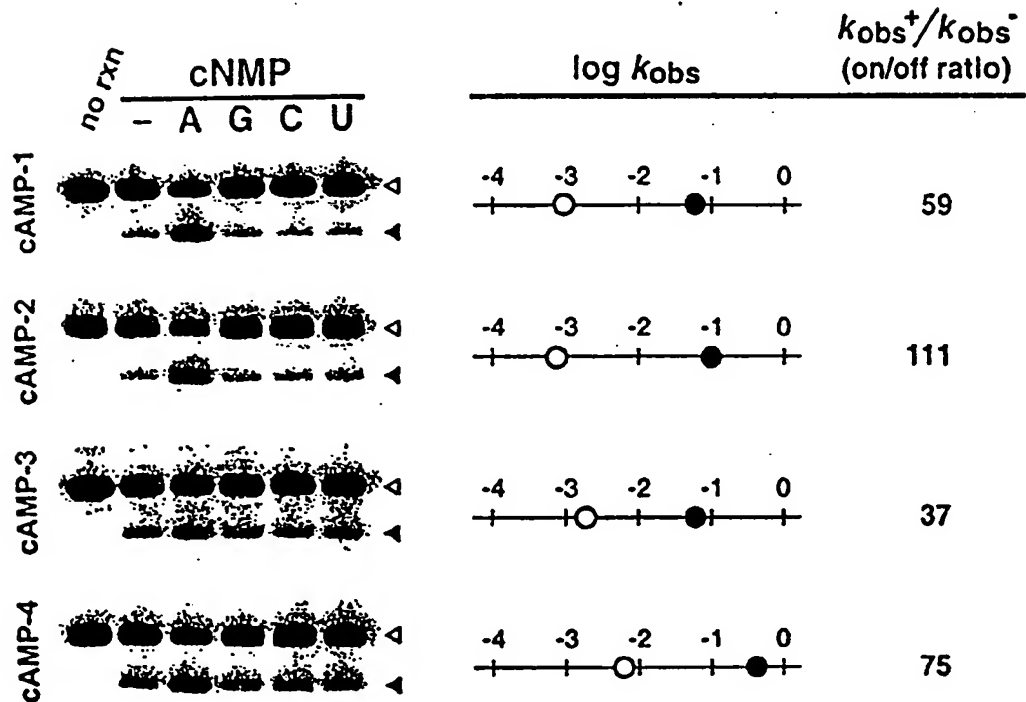 no rxn
cNMP
– A G C U
log kobs
kobs+/kobs-
(on/off ratio)
cAMP-1
-4 -3 -2 -1 0
59
cAMP-2
-4 -3 -2 -1 0
111
cAMP-3
-4 -3 -2 -1 0
37
cAMP-4
-4 -3 -2 -1 0
75